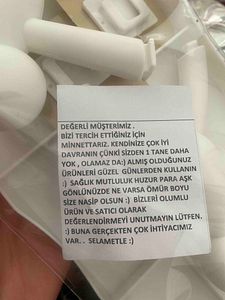 DEĞERLİ MÜŞTERİMİZ .
BİZİ TERCİH ETTİĞİNİZ İÇİN
MİNNETTARIZ. KENDİNİZE ÇOK İYİ
DAVRANIN ÇÜNKİ SİZDEN 1 TANE DAHA
YOK , OLAMAZ DA:) ALMIŞ OLDUĞUNUZ
ÜRÜNLERİ GÜZEL GÜNLERDEN KULLANIN
:) SAĞLIK MUTLULUK HUZUR PARA AŞK
GÖNLÜNÜZDE NE VARSA ÖMÜR BOYU
SİZE NASİP OLSUN :) BİZLERİ OLUMLU
ÜRÜN VE SATICI OLARAK
DEĞERLENDİRMEYİ UNUTMAYIN LÜTFEN.
:) BUNA GERÇEKTEN ÇOK İHTİYACIMIZ
VAR. . SELAMETLE :)